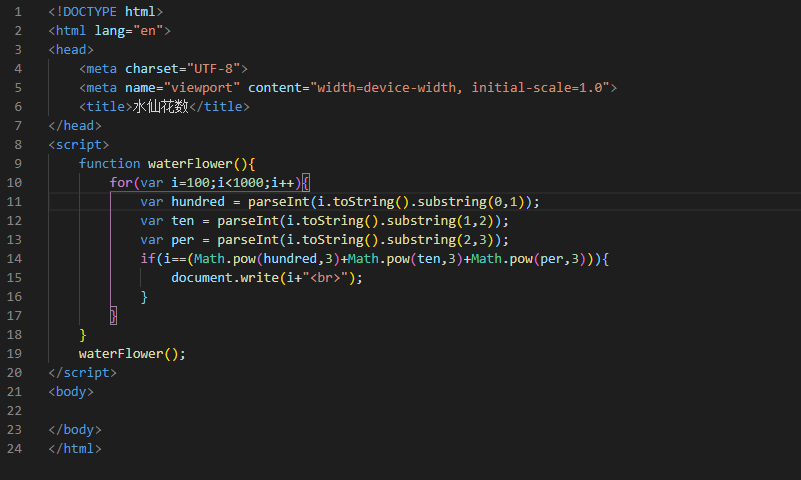 1 <!DOCTYPE html>
2 <html lang="en">
3 <head>
4     <meta charset="UTF-8">
5     <meta name="viewport" content="width=device-width, initial-scale=1.0">
6     <title>水仙花数</title>
7 </head>
8 <script>
9     function waterFlower(){
10         for(var i=100;i<1000;i++){
11             var hundred = parseInt(i.toString().substring(0,1));
12             var ten = parseInt(i.toString().substring(1,2));
13             var per = parseInt(i.toString().substring(2,3));
14             if(i==(Math.pow(hundred,3)+Math.pow(ten,3)+Math.pow(per,3))){
15                 document.write(i+"<br>");
16             }
17         }
18     }
19     waterFlower();
20 </script>
21 <body>
22
23 </body>
24 </html>